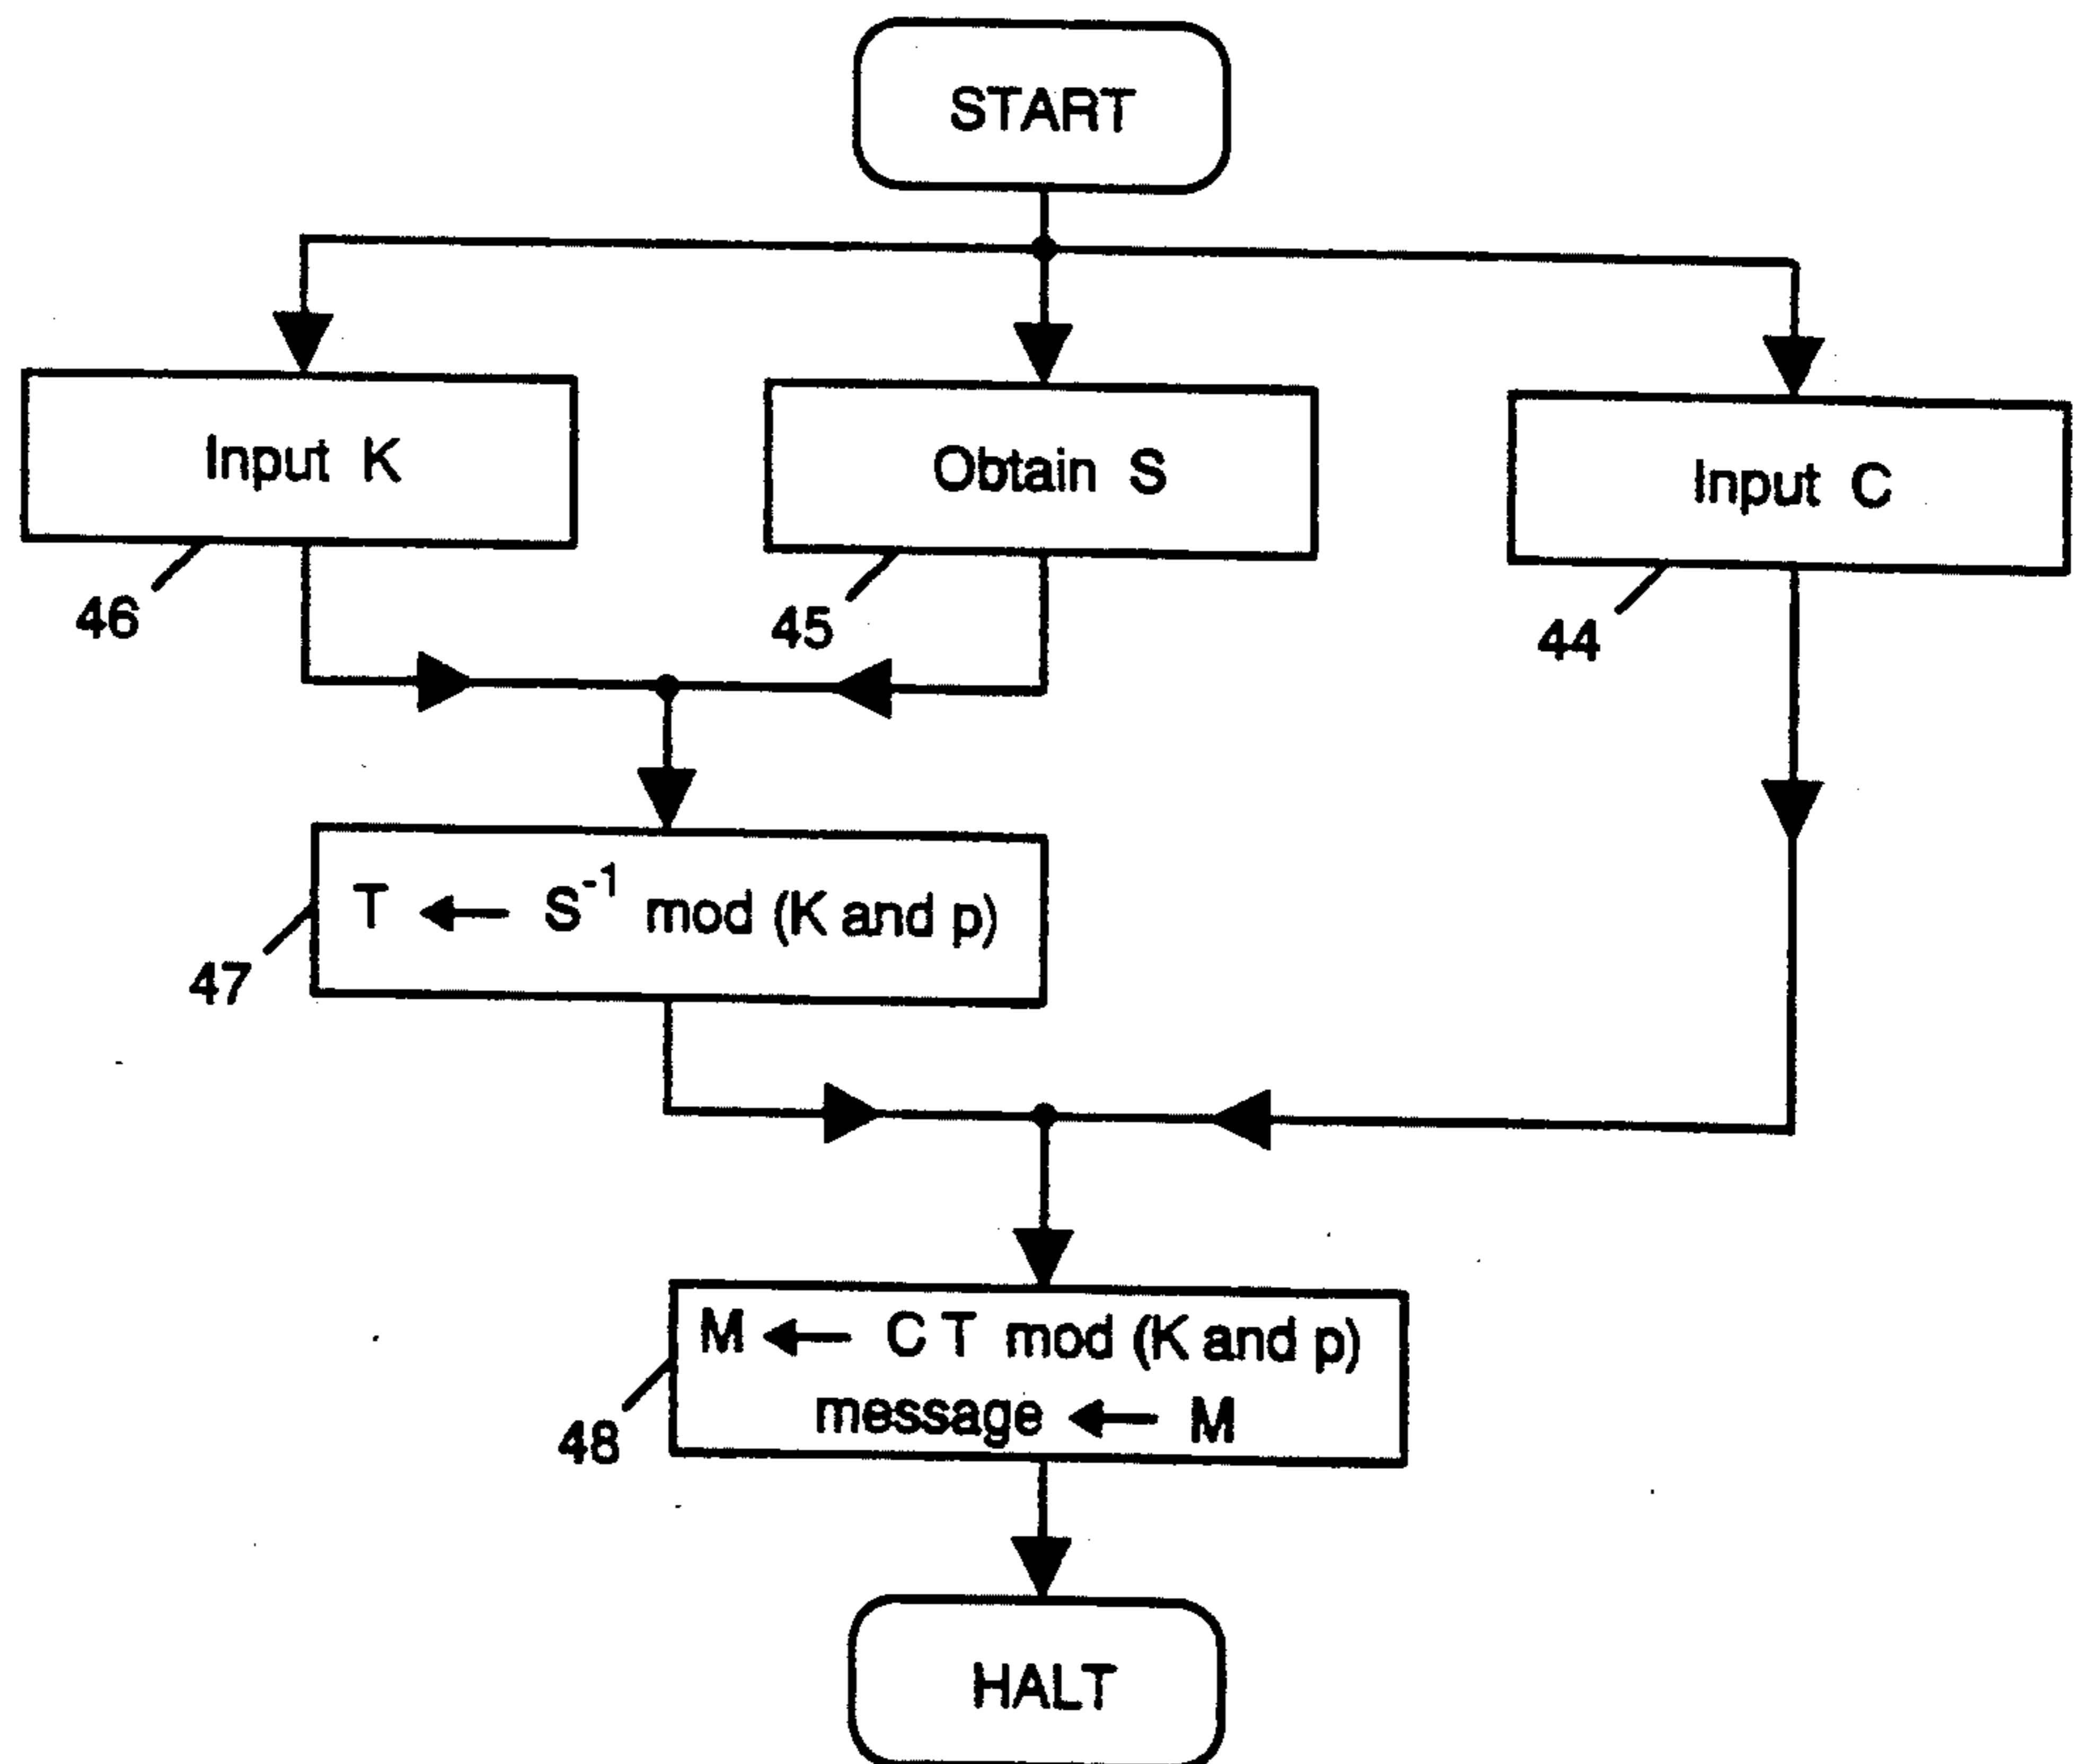 START
Input K
Obtain S
Input C
46
45
44
T ← S⁻¹ mod (K and p)
47
M ← C T mod (K and p)
message ← M
48
HALT